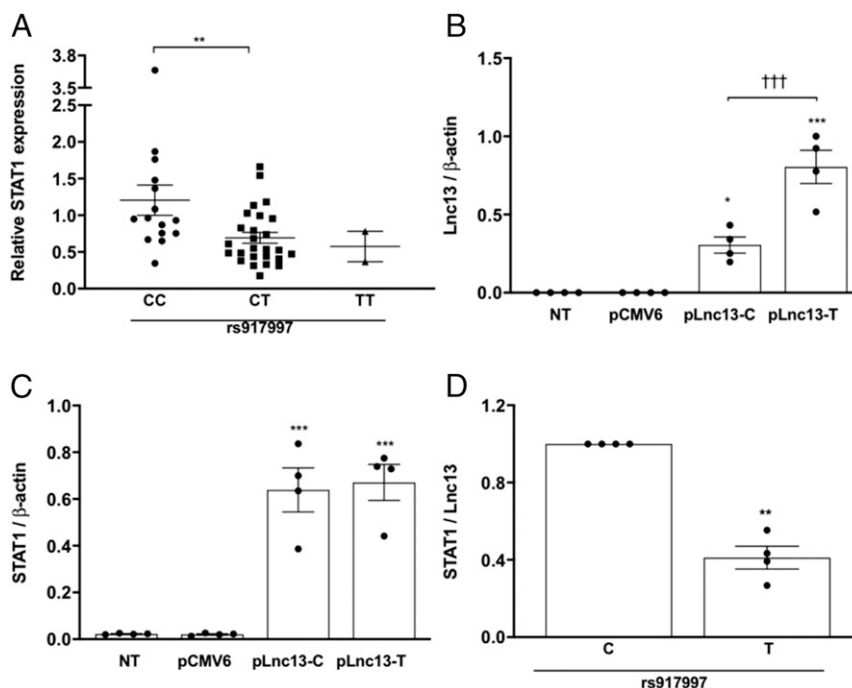 A
Relative STAT1 expression
3.8
3.5
2.5
2.0
1.5
1.0
0.5
0.0
**
CC CT TT
rs917997
B
Lnc13 / β-actin
1.5
1.0
0.5
0.0
†††
*
***
NT pCMV6 pLnc13-C pLnc13-T
C
STAT1 / β-actin
1.0
0.8
0.6
0.4
0.2
0.0
***
***
NT pCMV6 pLnc13-C pLnc13-T
D
STAT1 / Lnc13
1.2
0.8
0.4
0.0
**
C T
rs917997